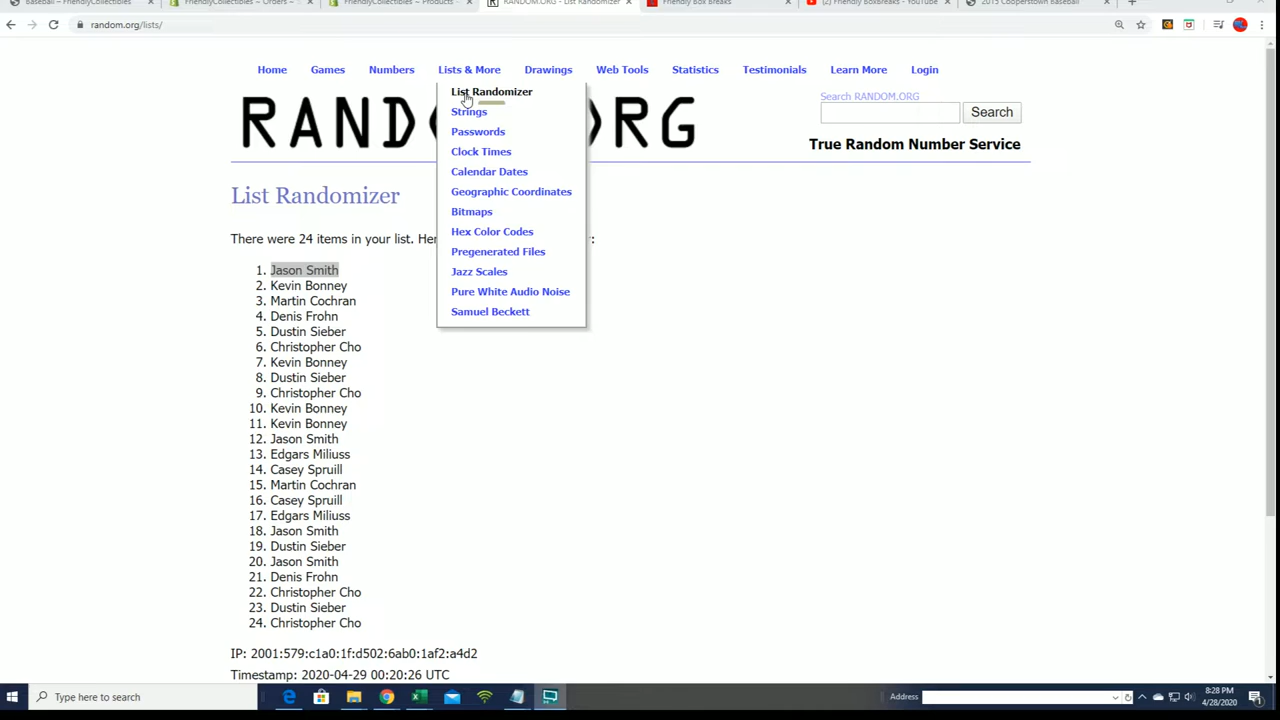 Baseball ~ FriendlyCollectibles
FriendlyCollectibles ~ Orders ~ S
FriendlyCollectibles ~ Products ~
RANDOM.ORG - List Randomizer
Friendly Box Breaks
(2) Friendly BoxBreaks - YouTube
2015 Cooperstown Baseball
random.org/lists/
Home Games Numbers Lists & More Drawings Web Tools Statistics Testimonials Learn More Login
List Randomizer
Strings
Passwords
Clock Times
Calendar Dates
Geographic Coordinates
Bitmaps
Hex Color Codes
Pregenerated Files
Jazz Scales
Pure White Audio Noise
Samuel Beckett
RANDO RG
Search RANDOM.ORG
Search
True Random Number Service
List Randomizer
There were 24 items in your list. Her :
1. Jason Smith
2. Kevin Bonney
3. Martin Cochran
4. Denis Frohn
5. Dustin Sieber
6. Christopher Cho
7. Kevin Bonney
8. Dustin Sieber
9. Christopher Cho
10. Kevin Bonney
11. Kevin Bonney
12. Jason Smith
13. Edgars Miliuss
14. Casey Spruill
15. Martin Cochran
16. Casey Spruill
17. Edgars Miliuss
18. Jason Smith
19. Dustin Sieber
20. Jason Smith
21. Denis Frohn
22. Christopher Cho
23. Dustin Sieber
24. Christopher Cho
IP: 2001:579:c1a0:1f:d502:6ab0:1af2:a4d2
Timestamp: 2020-04-29 00:20:26 UTC
Type here to search
Address
8:28 PM
4/28/2020